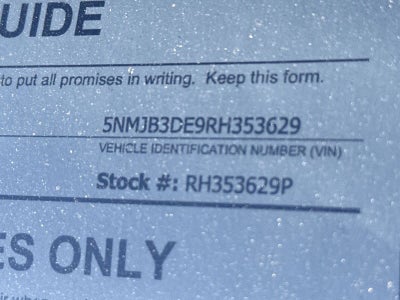 UIDE
to put all promises in writing. Keep this form.
5NMJB3DE9RH353629
VEHICLE IDENTIFICATION NUMBER (VIN)
Stock #: RH353629P
ES ONLY